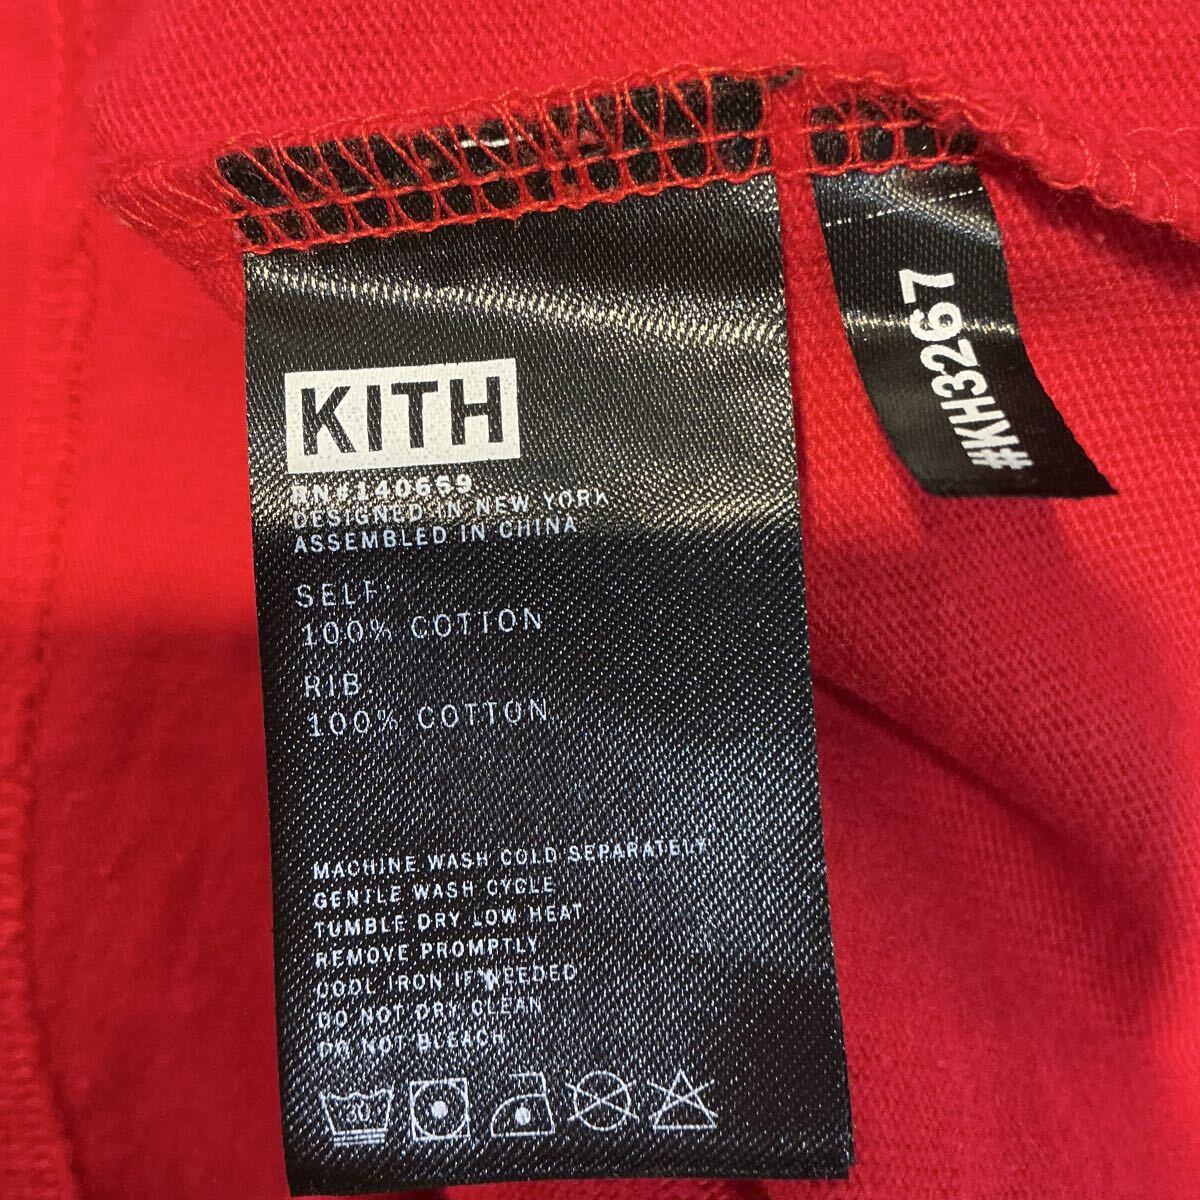 KITH
RN#140659
DESIGNED IN NEW YORK
ASSEMBLED IN CHINA
SELF:
100% COTTON
RIB:
100% COTTON
MACHINE WASH COLD SEPARATELY
GENTLE WASH CYCLE
TUMBLE DRY LOW HEAT
REMOVE PROMPTLY
COOL IRON IF NEEDED
DO NOT DRY CLEAN
DO NOT BLEACH
30
#KH3267